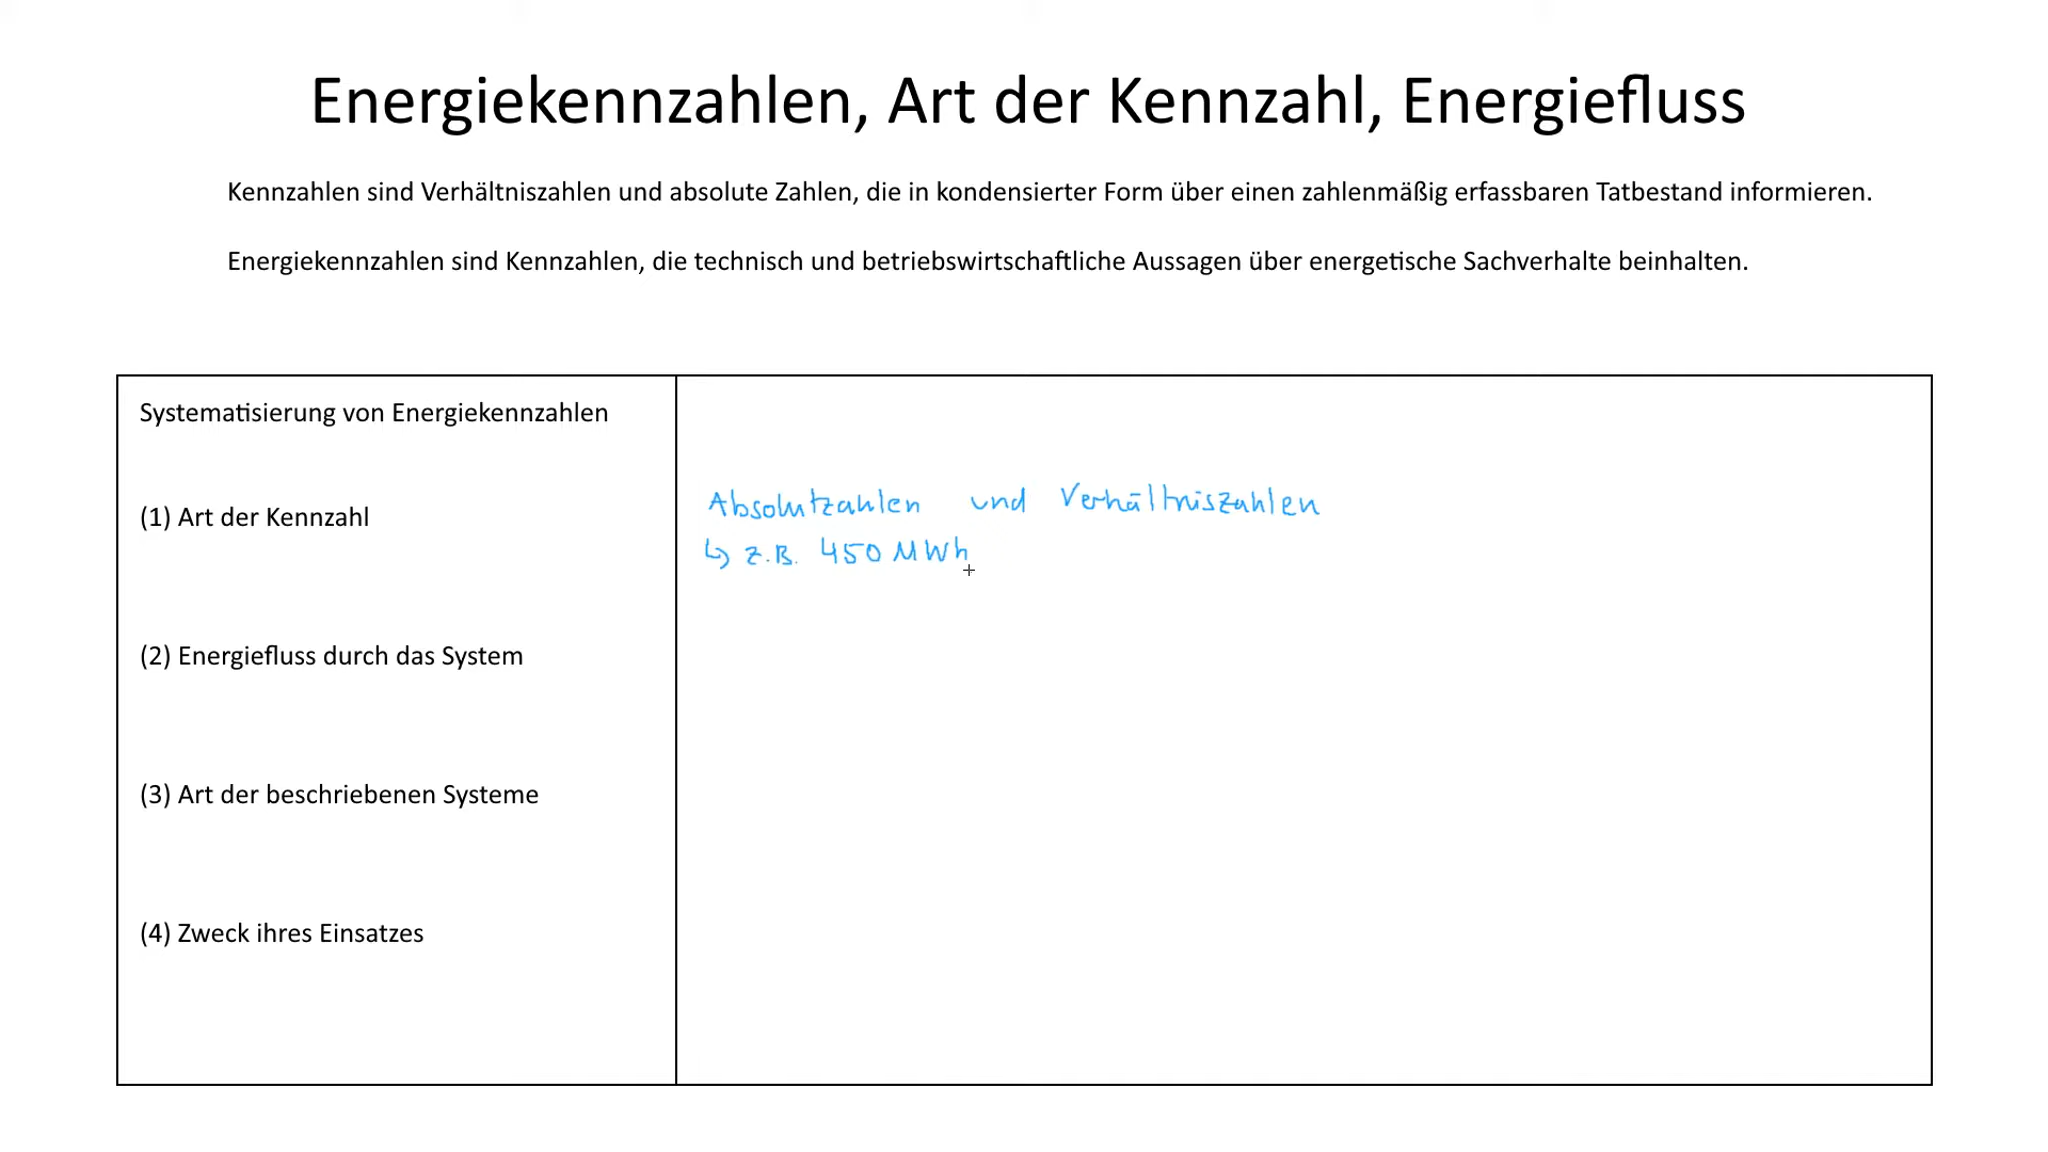 Energiekennzahlen, Art der Kennzahl, Energiefluss
Kennzahlen sind Verhältniszahlen und absolute Zahlen, die in kondensierter Form über einen zahlenmäßig erfassbaren Tatbestand informieren.
Energiekennzahlen sind Kennzahlen, die technisch und betriebswirtschaftliche Aussagen über energetische Sachverhalte beinhalten.
Systematisierung von Energiekennzahlen
(1) Art der Kennzahl
Absolutzahlen und Verhältniszahlen
↳ z.B. 450 MWh
(2) Energiefluss durch das System
(3) Art der beschriebenen Systeme
(4) Zweck ihres Einsatzes